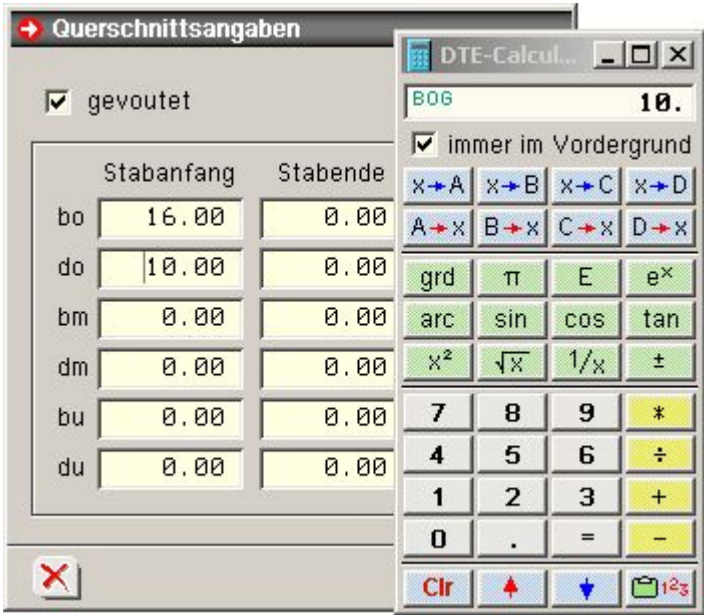 Querschnittsangaben
gevoutet
Stabanfang Stabende
bo 16.00 0.00
do 10.00 0.00
bm 0.00 0.00
dm 0.00 0.00
bu 0.00 0.00
du 0.00 0.00
DTE-Calcul...
BOG 10.
immer im Vordergrund
x→A x→B x→C x→D
A→x B→x C→x D→x
grd π E eˣ
arc sin cos tan
x² √x 1/x ±
7 8 9 *
4 5 6 ÷
1 2 3 +
0 . = −
Clr 123